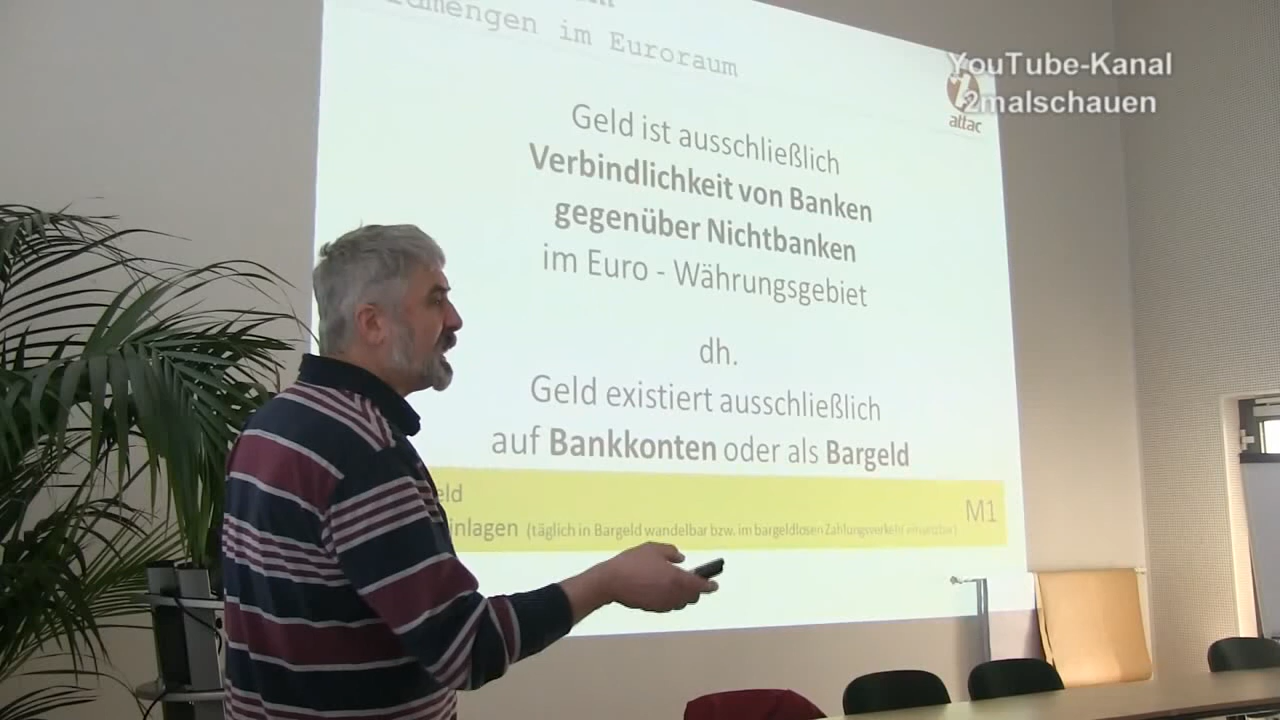 im Euroraum
YouTube-Kanal
2malschauen
attac
Geld ist ausschließlich
Verbindlichkeit von Banken
gegenüber Nichtbanken
im Euro - Währungsgebiet
dh.
Geld existiert ausschließlich
auf Bankkonten oder als Bargeld
eld
M1
inlagen (täglich in Bargeld wandelbar bzw. im bargeldlosen Zahlungsverkehr einsetzbar)